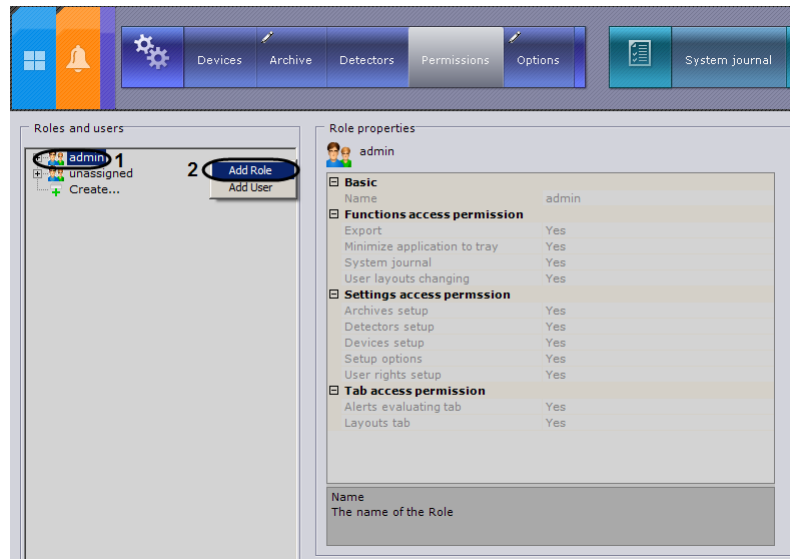 Devices Archive Detectors Permissions Options System journal
Roles and users
admin 1
unassigned
Create...
2 Add Role
Add User
Role properties
admin
Basic
Name admin
Functions access permission
Export Yes
Minimize application to tray Yes
System journal Yes
User layouts changing Yes
Settings access permssion
Archives setup Yes
Detectors setup Yes
Devices setup Yes
Setup options Yes
User rights setup Yes
Tab access permission
Alerts evaluating tab Yes
Layouts tab Yes
Name
The name of the Role